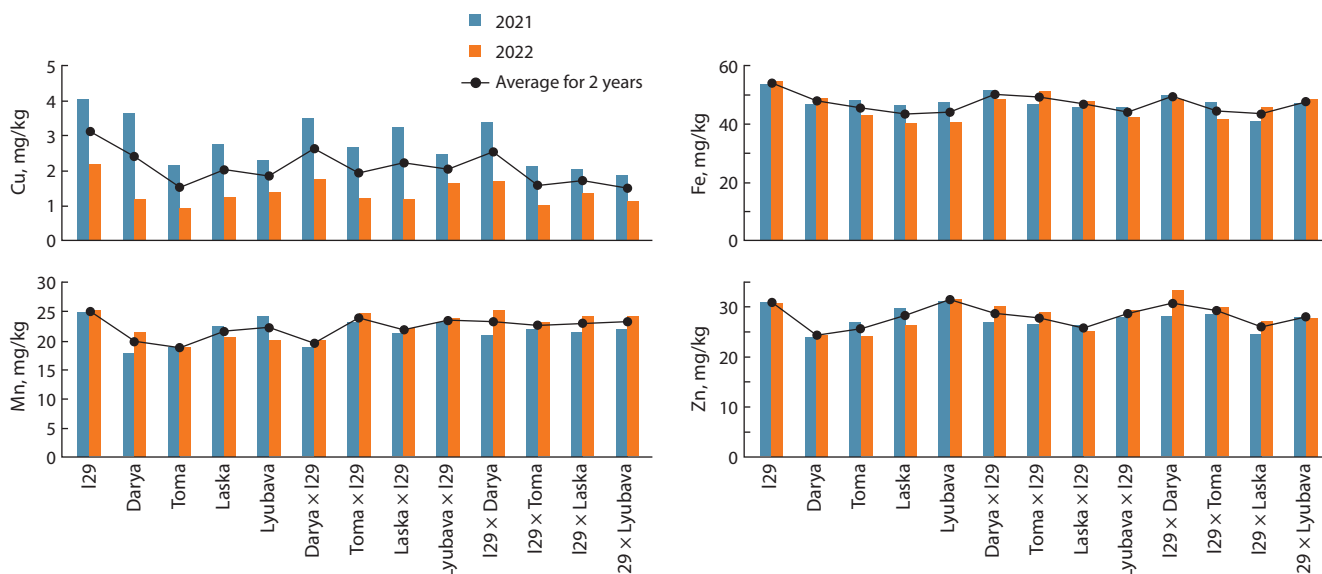 2021
2022
Average for 2 years
Cu, mg/kg
5
4
3
2
1
0
Fe, mg/kg
60
40
20
0
Mn, mg/kg
30
25
20
15
10
5
0
Zn, mg/kg
30
20
10
0
I29
Darya
Toma
Laska
Lyubava
Darya × I29
Toma × I29
Laska × I29
Lyubava × I29
I29 × Darya
I29 × Toma
I29 × Laska
29 × Lyubava
I29
Darya
Toma
Laska
Lyubava
Darya × I29
Toma × I29
Laska × I29
Lyubava × I29
I29 × Darya
I29 × Toma
I29 × Laska
29 × Lyubava